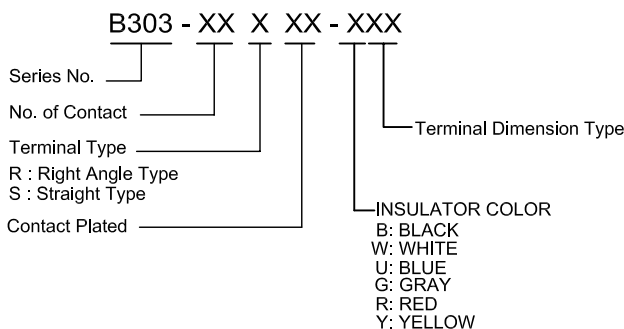 B303 - XX X XX - XXX
Series No.
No. of Contact
Terminal Type
R : Right Angle Type
S : Straight Type
Contact Plated
Terminal Dimension Type
INSULATOR COLOR
B: BLACK
W: WHITE
U: BLUE
G: GRAY
R: RED
Y: YELLOW